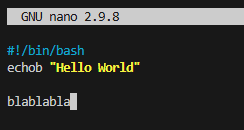 GNU nano 2.9.8
#!/bin/bash
echob "Hello World"
blablabla